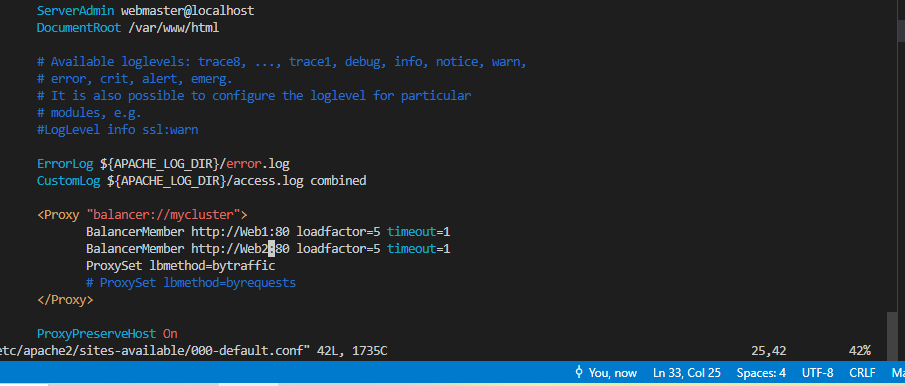 ServerAdmin webmaster@localhost
DocumentRoot /var/www/html
# Available loglevels: trace8, ..., trace1, debug, info, notice, warn,
# error, crit, alert, emerg.
# It is also possible to configure the loglevel for particular
# modules, e.g.
#LogLevel info ssl:warn
ErrorLog ${APACHE_LOG_DIR}/error.log
CustomLog ${APACHE_LOG_DIR}/access.log combined
<Proxy "balancer://mycluster">
BalancerMember http://Web1:80 loadfactor=5 timeout=1
BalancerMember http://Web2:80 loadfactor=5 timeout=1
ProxySet lbmethod=bytraffic
# ProxySet lbmethod=byrequests
</Proxy>
ProxyPreserveHost On
etc/apache2/sites-available/000-default.conf" 42L, 1735C 25,42 42%
You, now Ln 33, Col 25 Spaces: 4 UTF-8 CRLF Ma